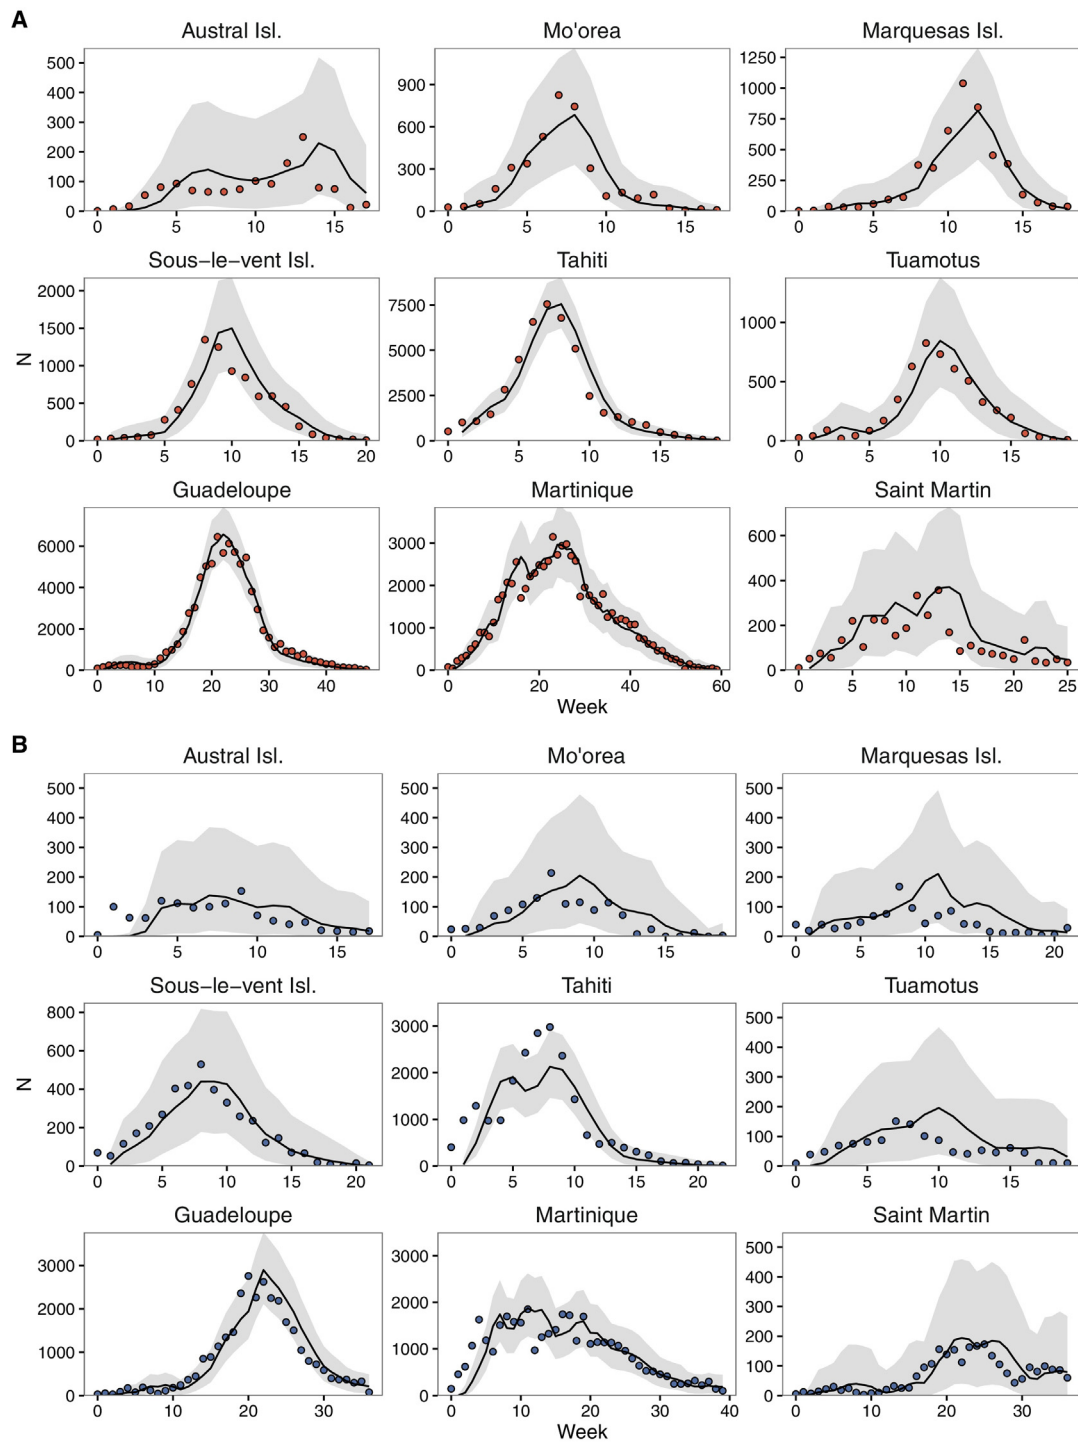 A
Austral Isl. Mo'orea Marquesas Isl.
500 400 300 200 100 0
900 600 300 0
1250 1000 750 500 250 0
5 10 15
0 5 10 15
0 5 10 15
0
Sous−le−vent Isl. Tahiti Tuamotus
N
2000 1500 1000 500 0
7500 5000 2500 0
1000 500 0
0 5 10 15 20
0 5 10 15
0 5 10 15
Guadeloupe Martinique Saint Martin
6000 4000 2000 0
3000 2000 1000 0
600 400 200 0
0 10 20 30 40
0 20 40 60
0 5 10 15 20 25
Week
B
Austral Isl. Mo'orea Marquesas Isl.
500 400 300 200 100 0
500 400 300 200 100 0
500 400 300 200 100 0
0 5 10 15
0 5 10 15
0 5 10 15 20
Sous−le−vent Isl. Tahiti Tuamotus
N
800 600 400 200 0
3000 2000 1000 0
500 400 300 200 100 0
0 5 10 15 20
0 5 10 15 20
0 5 10 15
Guadeloupe Martinique Saint Martin
3000 2000 1000 0
3000 2000 1000 0
500 400 300 200 100 0
0 10 20 30
0 10 20 30 40
0 10 20 30
Week